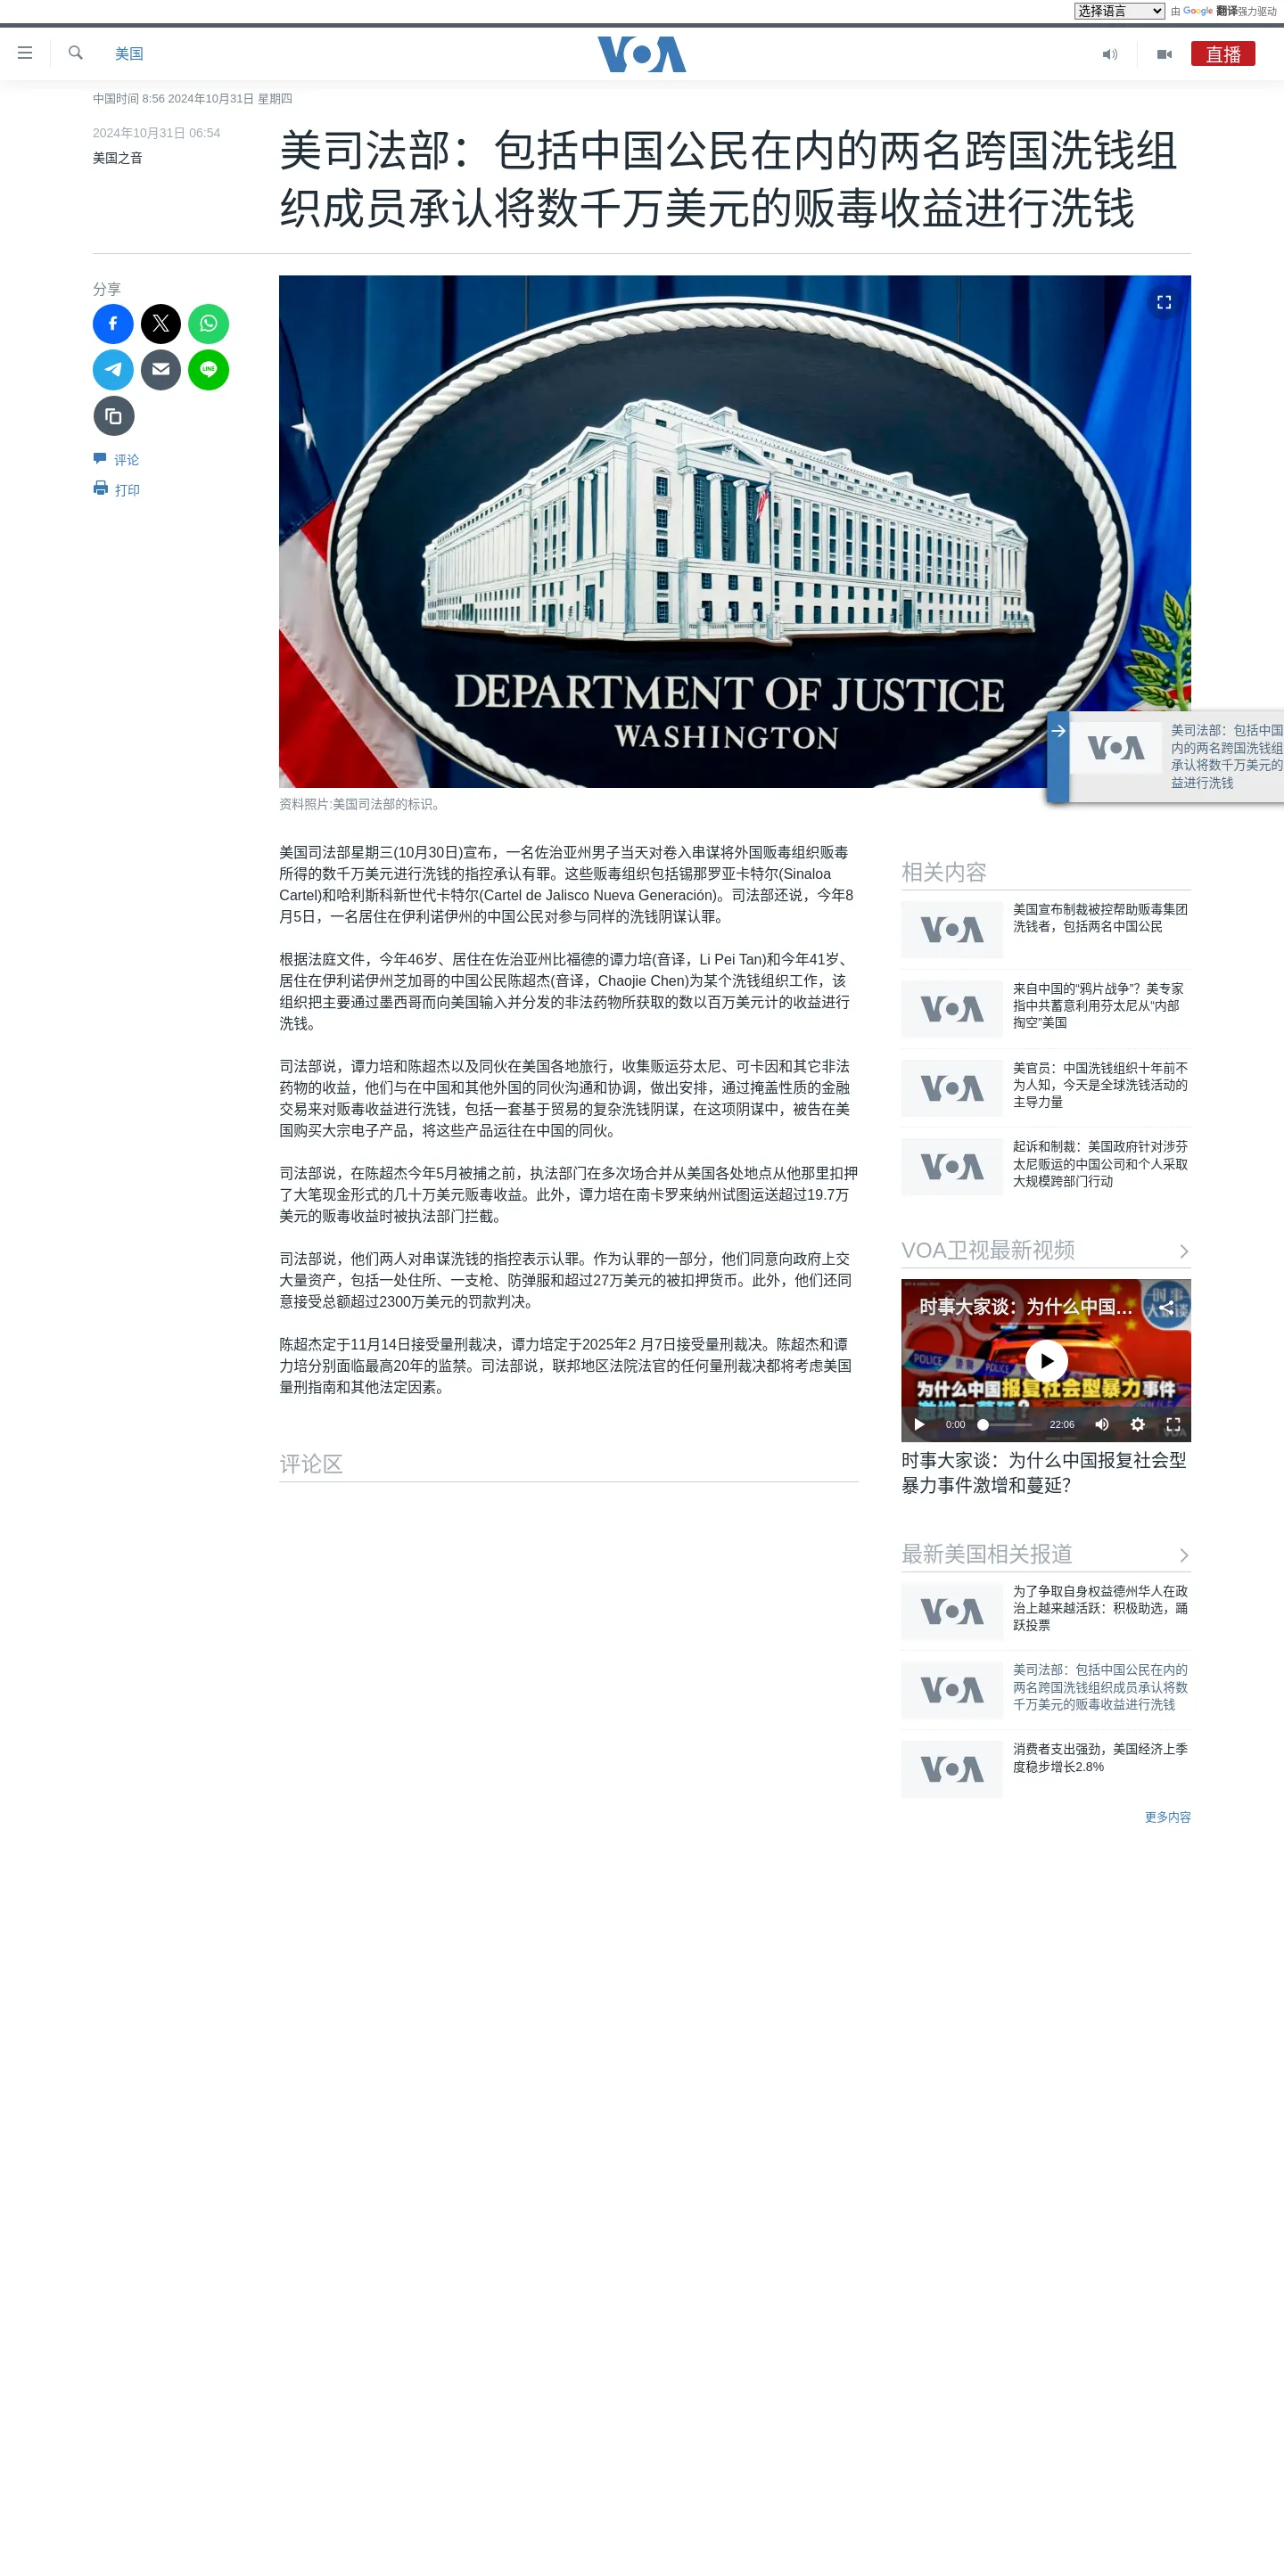 选择语言 由 Google 翻译强力驱动
美国
VOA
直播
中国时间 8:56 2024年10月31日 星期四
2024年10月31日 06:54
美国之音
美司法部：包括中国公民在内的两名跨国洗钱组
织成员承认将数千万美元的贩毒收益进行洗钱
分享
LINE
评论
打印
DEPARTMENT OF JUSTICE
WASHINGTON
VOA
美司法部：包括中国
内的两名跨国洗钱组
承认将数千万美元的
益进行洗钱
资料照片:美国司法部的标识。
美国司法部星期三(10月30日)宣布，一名佐治亚州男子当天对卷入串谋将外国贩毒组织贩毒
所得的数千万美元进行洗钱的指控承认有罪。这些贩毒组织包括锡那罗亚卡特尔(Sinaloa
Cartel)和哈利斯科新世代卡特尔(Cartel de Jalisco Nueva Generación)。司法部还说，今年8
月5日，一名居住在伊利诺伊州的中国公民对参与同样的洗钱阴谋认罪。
根据法庭文件，今年46岁、居住在佐治亚州比福德的谭力培(音译，Li Pei Tan)和今年41岁、
居住在伊利诺伊州芝加哥的中国公民陈超杰(音译，Chaojie Chen)为某个洗钱组织工作，该
组织把主要通过墨西哥而向美国输入并分发的非法药物所获取的数以百万美元计的收益进行
洗钱。
司法部说，谭力培和陈超杰以及同伙在美国各地旅行，收集贩运芬太尼、可卡因和其它非法
药物的收益，他们与在中国和其他外国的同伙沟通和协调，做出安排，通过掩盖性质的金融
交易来对贩毒收益进行洗钱，包括一套基于贸易的复杂洗钱阴谋，在这项阴谋中，被告在美
国购买大宗电子产品，将这些产品运往在中国的同伙。
司法部说，在陈超杰今年5月被捕之前，执法部门在多次场合并从美国各处地点从他那里扣押
了大笔现金形式的几十万美元贩毒收益。此外，谭力培在南卡罗来纳州试图运送超过19.7万
美元的贩毒收益时被执法部门拦截。
司法部说，他们两人对串谋洗钱的指控表示认罪。作为认罪的一部分，他们同意向政府上交
大量资产，包括一处住所、一支枪、防弹服和超过27万美元的被扣押货币。此外，他们还同
意接受总额超过2300万美元的罚款判决。
陈超杰定于11月14日接受量刑裁决，谭力培定于2025年2 月7日接受量刑裁决。陈超杰和谭
力培分别面临最高20年的监禁。司法部说，联邦地区法院法官的任何量刑裁决都将考虑美国
量刑指南和其他法定因素。
评论区
相关内容
VOA
美国宣布制裁被控帮助贩毒集团
洗钱者，包括两名中国公民
VOA
来自中国的“鸦片战争”？美专家
指中共蓄意利用芬太尼从“内部
掏空”美国
VOA
美官员：中国洗钱组织十年前不
为人知，今天是全球洗钱活动的
主导力量
VOA
起诉和制裁：美国政府针对涉芬
太尼贩运的中国公司和个人采取
大规模跨部门行动
VOA卫视最新视频
时事大家谈：为什么中国...
时事
大家谈
POLICE 警察 POLICE
为什么中国报复社会型暴力事件
激增和蔓延？
0:00 22:06
VOA
时事大家谈：为什么中国报复社会型
暴力事件激增和蔓延？
最新美国相关报道
VOA
为了争取自身权益德州华人在政
治上越来越活跃：积极助选，踊
跃投票
VOA
美司法部：包括中国公民在内的
两名跨国洗钱组织成员承认将数
千万美元的贩毒收益进行洗钱
VOA
消费者支出强劲，美国经济上季
度稳步增长2.8%
更多内容